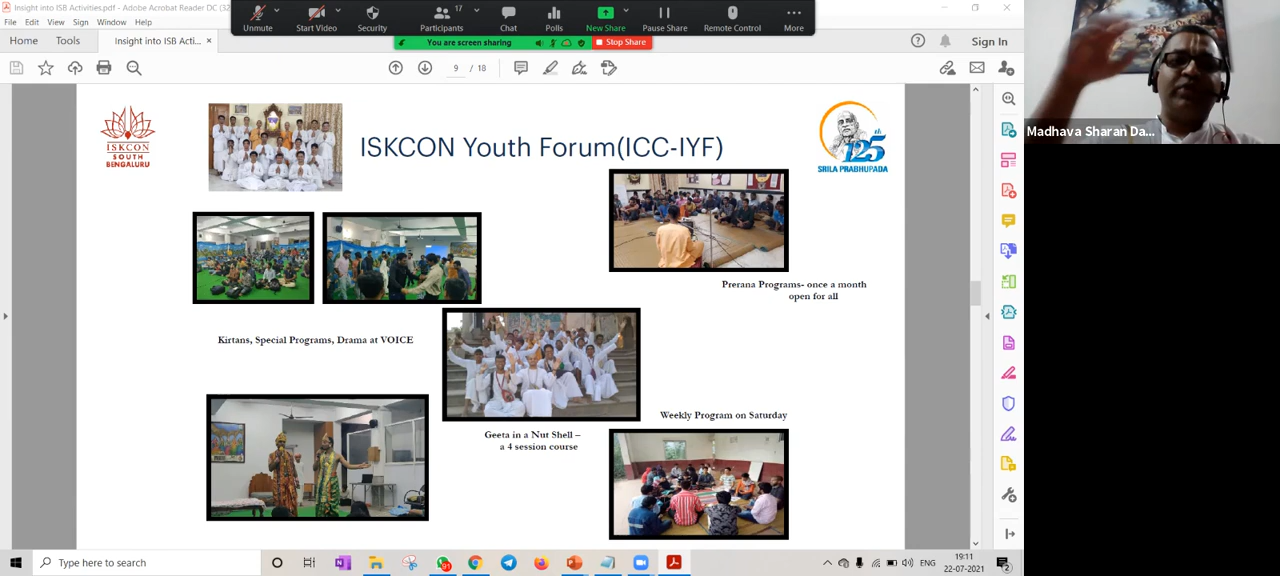 Insight into ISB Activities.pdf - Adobe Acrobat Reader DC (32
File Edit View Sign Window Help
Unmute
Start Video
Security
17
Participants
Chat
Polls
New Share
Pause Share
Remote Control
More
You are screen sharing
Stop Share
Home Tools
Insight into ISB Acti... ×
Sign In
9 / 18
ISKCON
SOUTH
BENGALURU
ISKCON Youth Forum(ICC-IYF)
125th
SRILA PRABHUPADA
Prerana Programs- once a month
open for all
Kirtans, Special Programs, Drama at VOICE
Geeta in a Nut Shell –
a 4 session course
Weekly Program on Saturday
Madhava Sharan Da...
Type here to search
ENG
19:11
22-07-2021
2